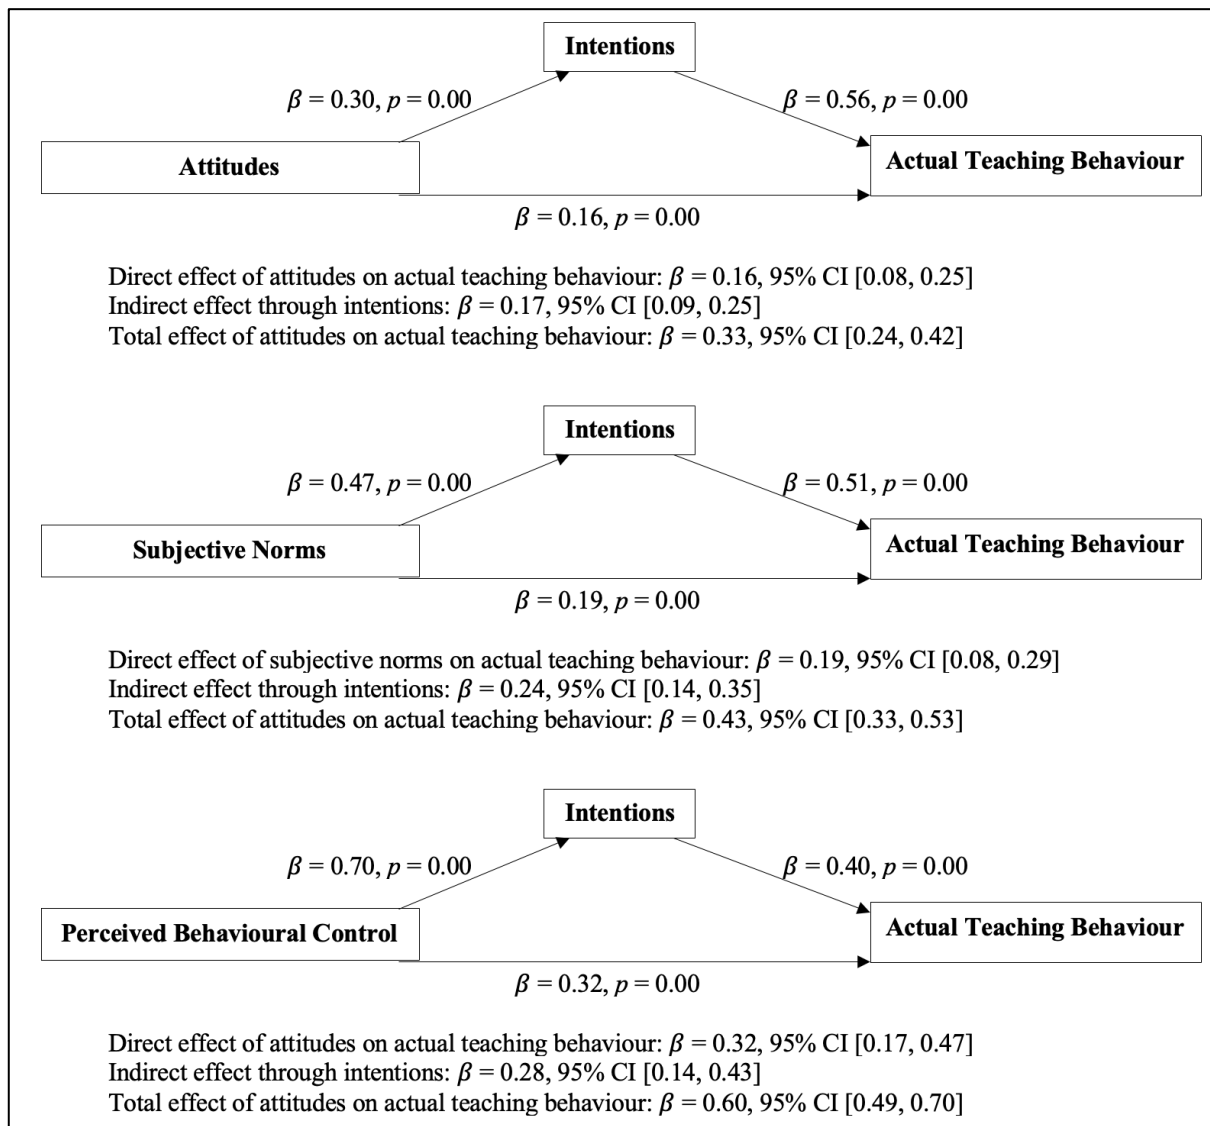 Intentions
β = 0.30, p = 0.00
β = 0.56, p = 0.00
Attitudes
Actual Teaching Behaviour
β = 0.16, p = 0.00
Direct effect of attitudes on actual teaching behaviour: β = 0.16, 95% CI [0.08, 0.25]
Indirect effect through intentions: β = 0.17, 95% CI [0.09, 0.25]
Total effect of attitudes on actual teaching behaviour: β = 0.33, 95% CI [0.24, 0.42]
Intentions
β = 0.47, p = 0.00
β = 0.51, p = 0.00
Subjective Norms
Actual Teaching Behaviour
β = 0.19, p = 0.00
Direct effect of subjective norms on actual teaching behaviour: β = 0.19, 95% CI [0.08, 0.29]
Indirect effect through intentions: β = 0.24, 95% CI [0.14, 0.35]
Total effect of attitudes on actual teaching behaviour: β = 0.43, 95% CI [0.33, 0.53]
Intentions
β = 0.70, p = 0.00
β = 0.40, p = 0.00
Perceived Behavioural Control
Actual Teaching Behaviour
β = 0.32, p = 0.00
Direct effect of attitudes on actual teaching behaviour: β = 0.32, 95% CI [0.17, 0.47]
Indirect effect through intentions: β = 0.28, 95% CI [0.14, 0.43]
Total effect of attitudes on actual teaching behaviour: β = 0.60, 95% CI [0.49, 0.70]